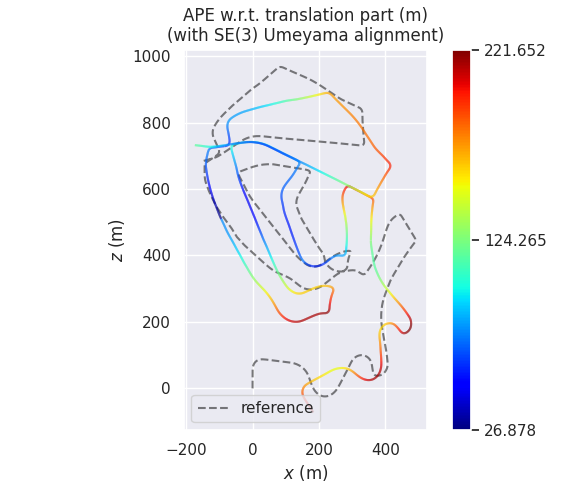 APE w.r.t. translation part (m)
(with SE(3) Umeyama alignment)
1000
800
600
400
200
0
z (m)
−200
0
200
400
x (m)
reference
221.652
124.265
26.878